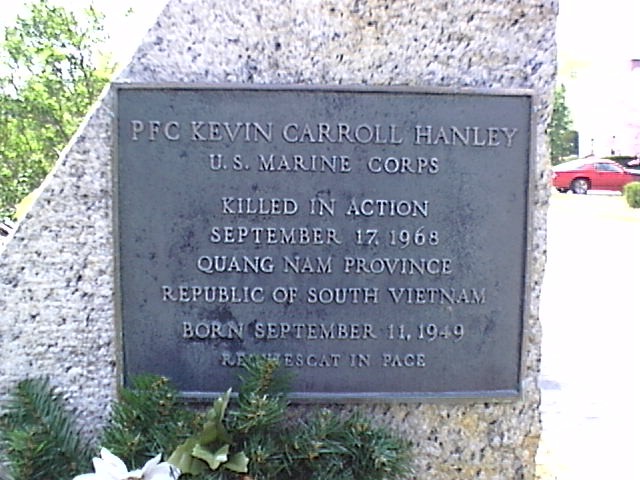 PFC KEVIN CARROLL HANLEY
U.S. MARINE CORPS
KILLED IN ACTION
SEPTEMBER 17, 1968
QUANG NAM PROVINCE
REPUBLIC OF SOUTH VIETNAM
BORN SEPTEMBER 11, 1949
REQUIESCAT IN PACE